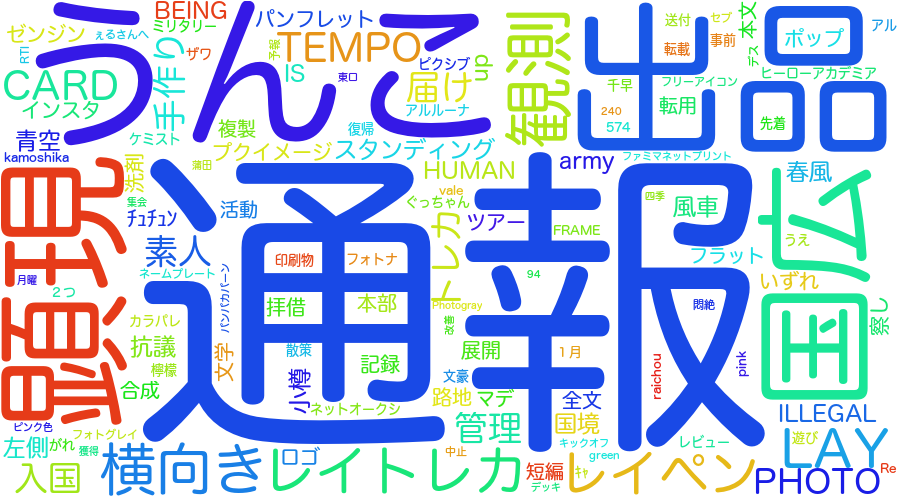 うんこ
出品
通報
顕現
国広
観測
BEING
パンフレット
ミリタリー
ゼンジン
ぇるさんへ
RTI
ザワ
手作り
TEMPO
予報
IS
ピクシブ
東口
up
届け
アルルーナ
CARD
インスタ
青空
ケミスト
複製
復帰
kamoshika
洗剤
蒲田
プクイメージ
スタンディング
送付
セブ
本文
転載
事前
デス
ポップ
アル
ヒーローアカデミア
千早
フリーアイコン
240
転用
574
先着
army
ファミマネットプリント
HUMAN
vale
四季
春風
集会
ぐっちゃん
チュチュン
活動
ツアー
風車
FRAME
うえ
素人
印刷物
フォトナ
トレカ
フラット
ネームプレート
パンパカパーン
94
いずれ
月曜
2つ
拝借
本部
Photogray
悶絶
察し
カラパレ
改善
抗議
散策
展開
1月
檸檬
文学
記録
raichou
pink
合成
小樽
文豪
路地
マデ
全文
ネットオークシ
ピンク色
フォトグレイ
管理
国境
ILLEGAL
左側
がれ
獲得
キックオフ
レビュー
遊び
横向き
ロゴ
中止
green
LAY
入国
レイトレカ
短編
ｷｬ
レイペン
PHOTO
Re
デッキ